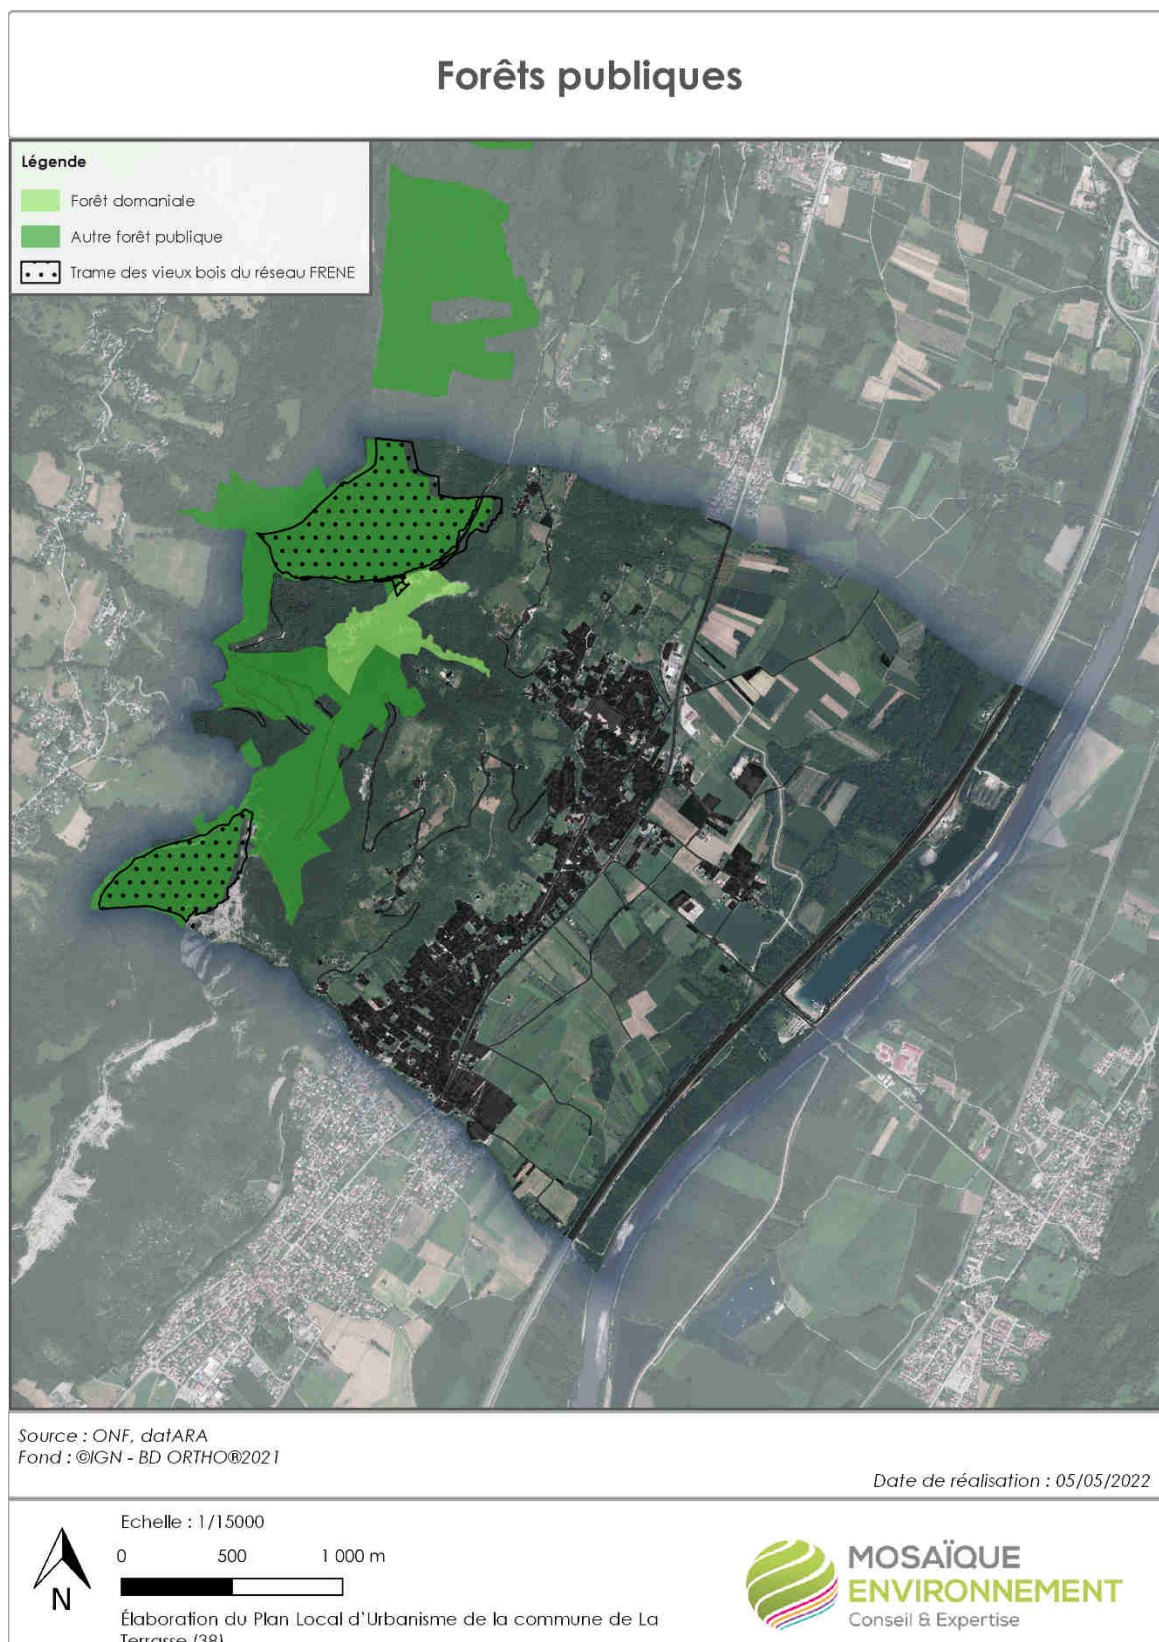 Forêts publiques
Légende
Forêt domaniale
Autre forêt publique
Trame des vieux bois du réseau FRENE
Source : ONF, datARA
Fond : ©IGN - BD ORTHO®2021
Date de réalisation : 05/05/2022
Echelle : 1/15000
0 500 1 000 m
N
Élaboration du Plan Local d'Urbanisme de la commune de La
Terrasse (38)
MOSAÏQUE
ENVIRONNEMENT
Conseil & Expertise